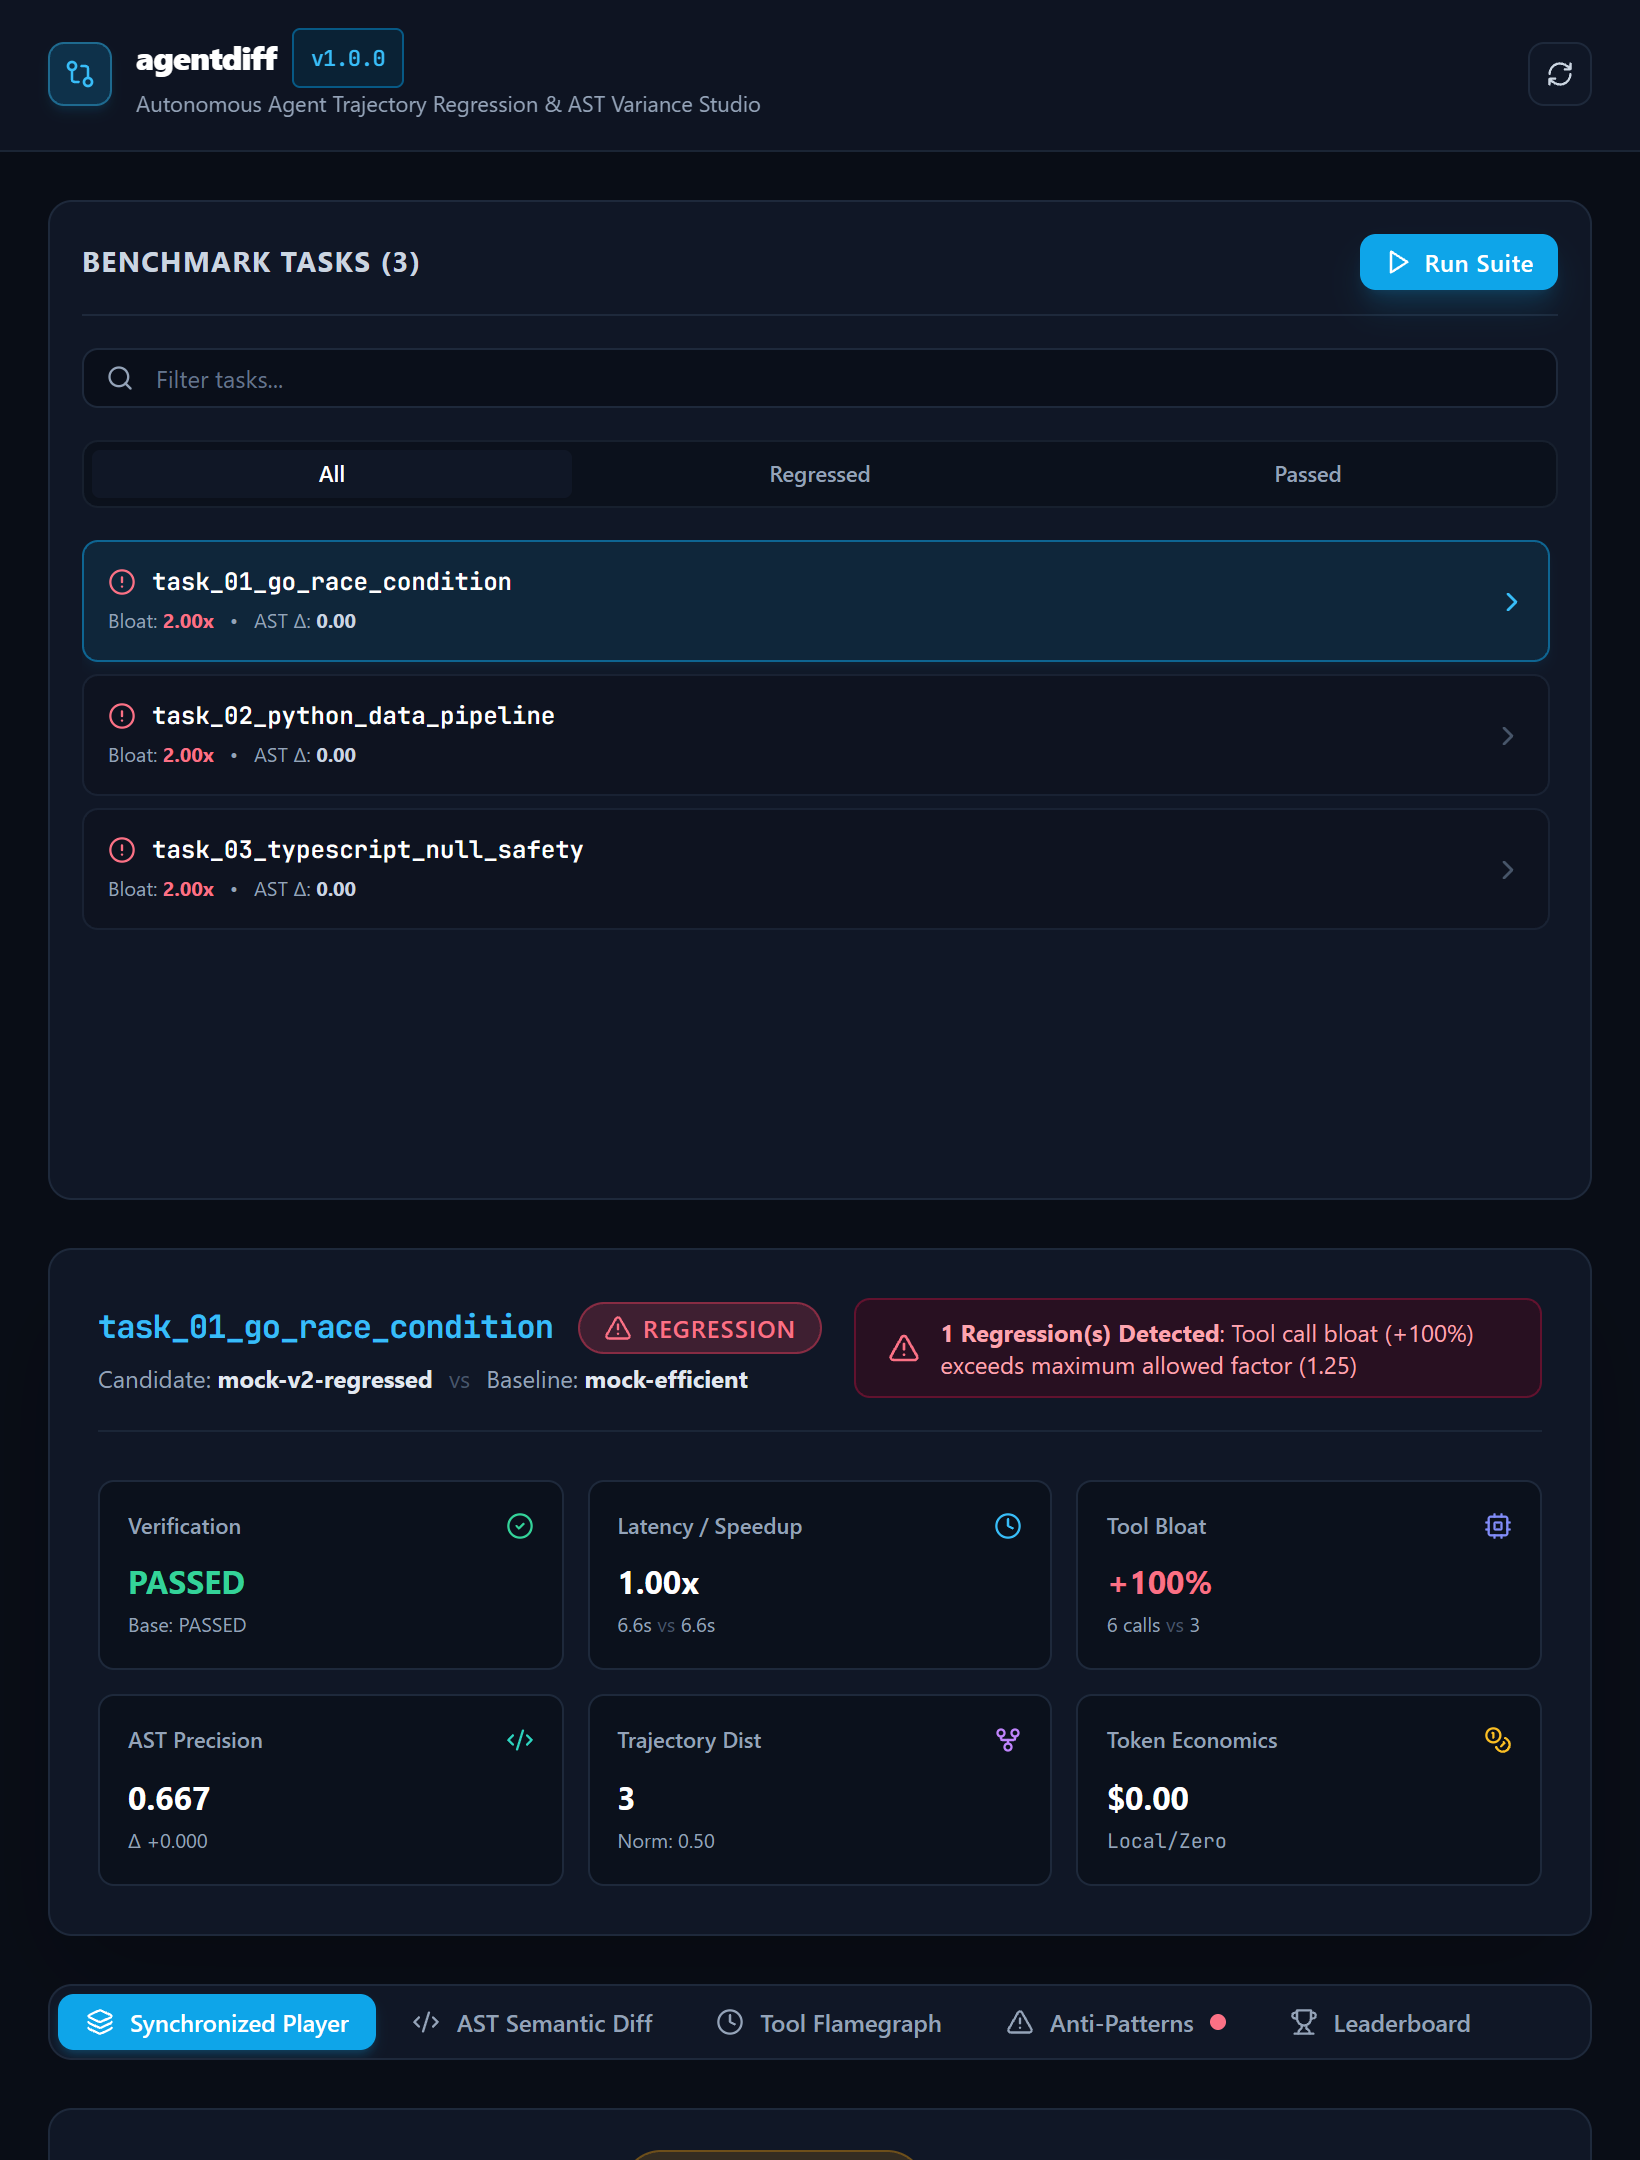 agentdiff v1.0.0
Autonomous Agent Trajectory Regression & AST Variance Studio
BENCHMARK TASKS (3)
Run Suite
Filter tasks...
All Regressed Passed
task_01_go_race_condition
Bloat: 2.00x • AST Δ: 0.00
task_02_python_data_pipeline
Bloat: 2.00x • AST Δ: 0.00
task_03_typescript_null_safety
Bloat: 2.00x • AST Δ: 0.00
task_01_go_race_condition REGRESSION
Candidate: mock-v2-regressed vs Baseline: mock-efficient
1 Regression(s) Detected: Tool call bloat (+100%)
exceeds maximum allowed factor (1.25)
Verification
PASSED
Base: PASSED
Latency / Speedup
1.00x
6.6s vs 6.6s
Tool Bloat
+100%
6 calls vs 3
AST Precision
0.667
Δ +0.000
Trajectory Dist
3
Norm: 0.50
Token Economics
$0.00
Local/Zero
Synchronized Player AST Semantic Diff Tool Flamegraph Anti-Patterns Leaderboard